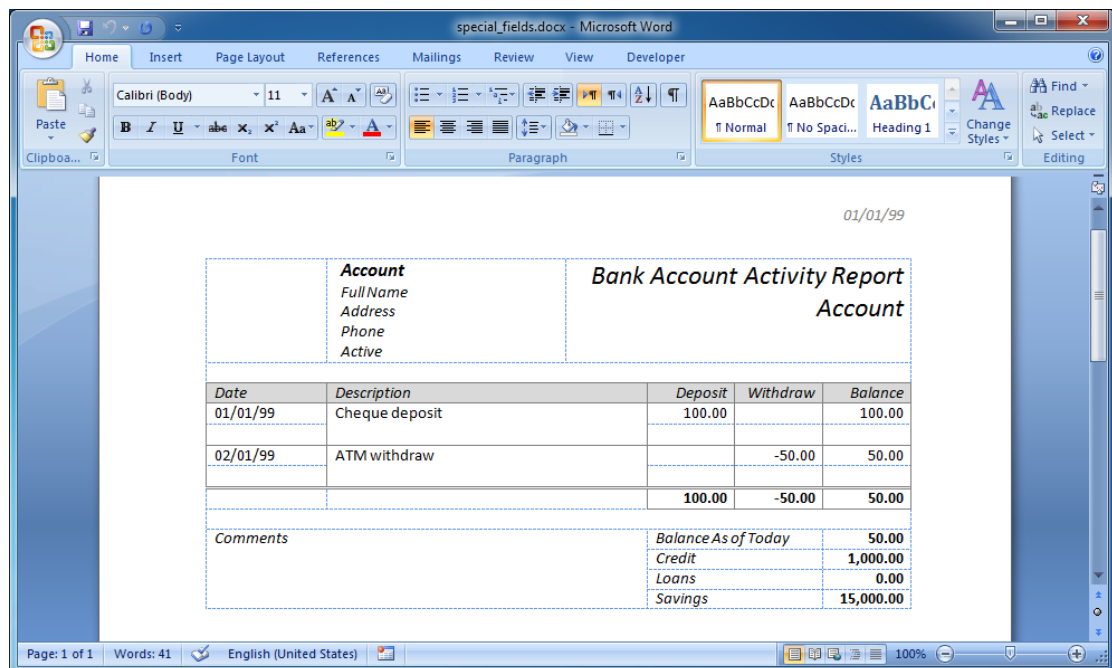 special_fields.docx - Microsoft Word
Home Insert Page Layout References Mailings Review View Developer
Calibri (Body) 11
Paste
B I U abe X₂ X² Aa ab A
AaBbCcDc AaBbCcDc AaBbC
¶ Normal ¶ No Spaci... Heading 1
Change Styles
Find
Replace
Select
Clipboa... Font Paragraph Styles Editing
01/01/99
Account
Full Name
Address
Phone
Active
Bank Account Activity Report
Account
Date Description Deposit Withdraw Balance
01/01/99 Cheque deposit 100.00 100.00
02/01/99 ATM withdraw -50.00 50.00
100.00 -50.00 50.00
Comments Balance As of Today 50.00
Credit 1,000.00
Loans 0.00
Savings 15,000.00
Page: 1 of 1 Words: 41 English (United States) 100%